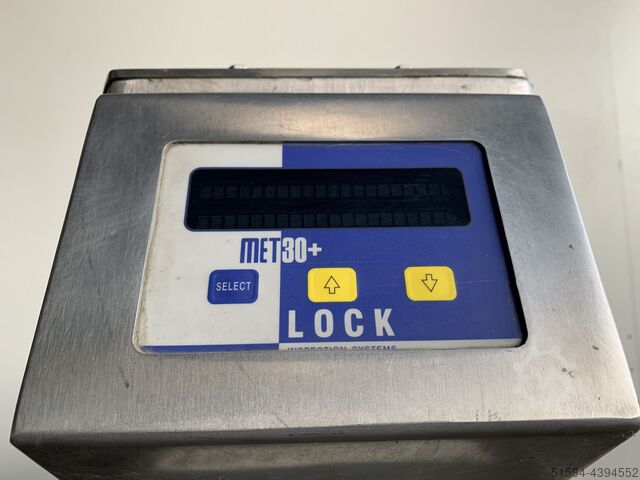 MET30+
SELECT
LOCK
INSPECTION SYSTEMS
51584-4394552